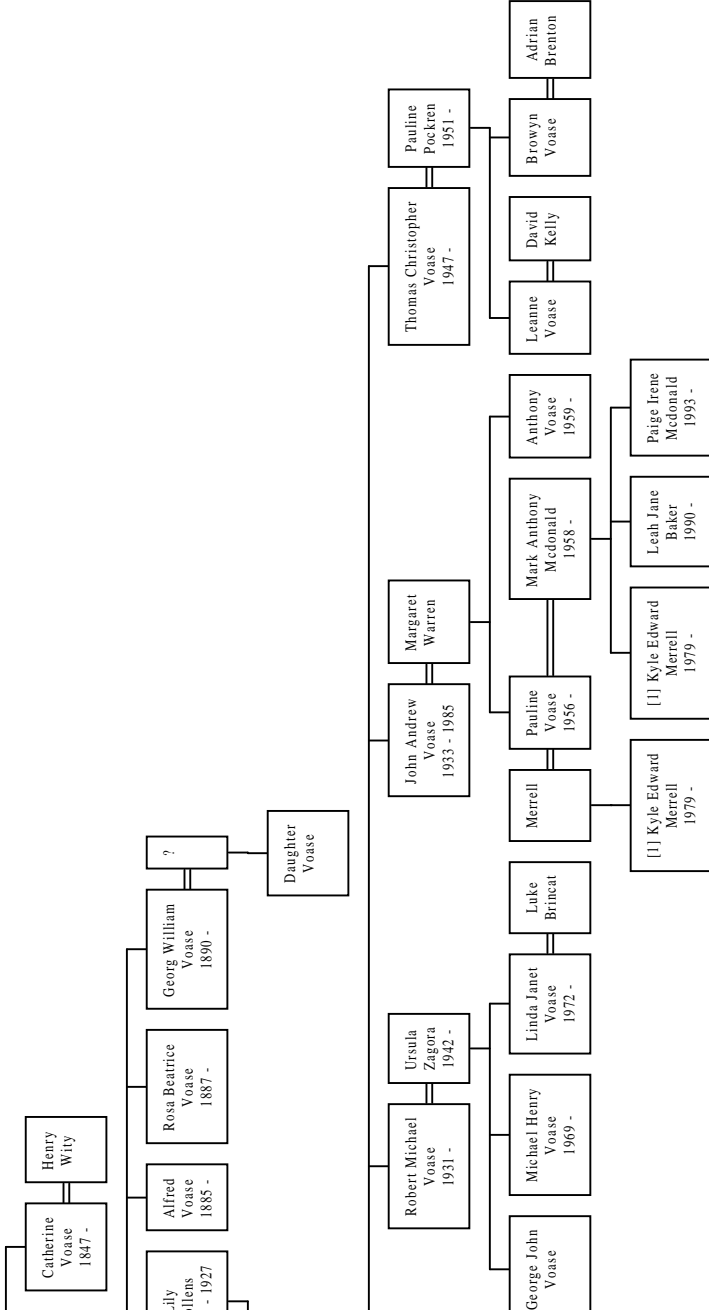 Catherine
Voase
1847 -
Henry
Wity
- 1927
Alfred
Voase
1885 -
Rosa Beatrice
Voase
1887 -
Georg William
Voase
1890 -
?
Daughter
Voase
Robert Michael
Voase
1931 -
Ursula
Zagora
1942 -
John Andrew
Voase
1933 - 1985
Margaret
Warren
Thomas Christopher
Voase
1947 -
Pauline
Pockren
1951 -
George John
Voase
Michael Henry
Voase
1969 -
Linda Janet
Voase
1972 -
Luke
Brincat
Merrell
Pauline
Voase
1956 -
Mark Anthony
Mcdonald
1958 -
Anthony
Voase
1959 -
Leanne
Voase
David
Kelly
Browyn
Voase
Adrian
Brenton
[1] Kyle Edward
Merrell
1979 -
[1] Kyle Edward
Merrell
1979 -
Leah Jane
Baker
1990 -
Paige Irene
Mcdonald
1993 -